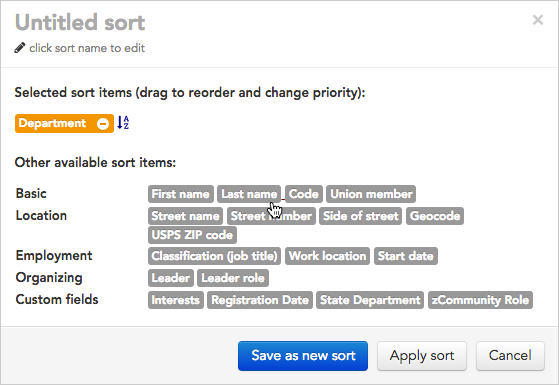 Untitled sort
×
click sort name to edit
Selected sort items (drag to reorder and change priority):
Department
A
Z
Other available sort items:
Basic First name Last name Code Union member
Location Street name Street number Side of street Geocode
USPS ZIP code
Employment Classification (job title) Work location Start date
Organizing Leader Leader role
Custom fields Interests Registration Date State Department zCommunity Role
Save as new sort Apply sort Cancel